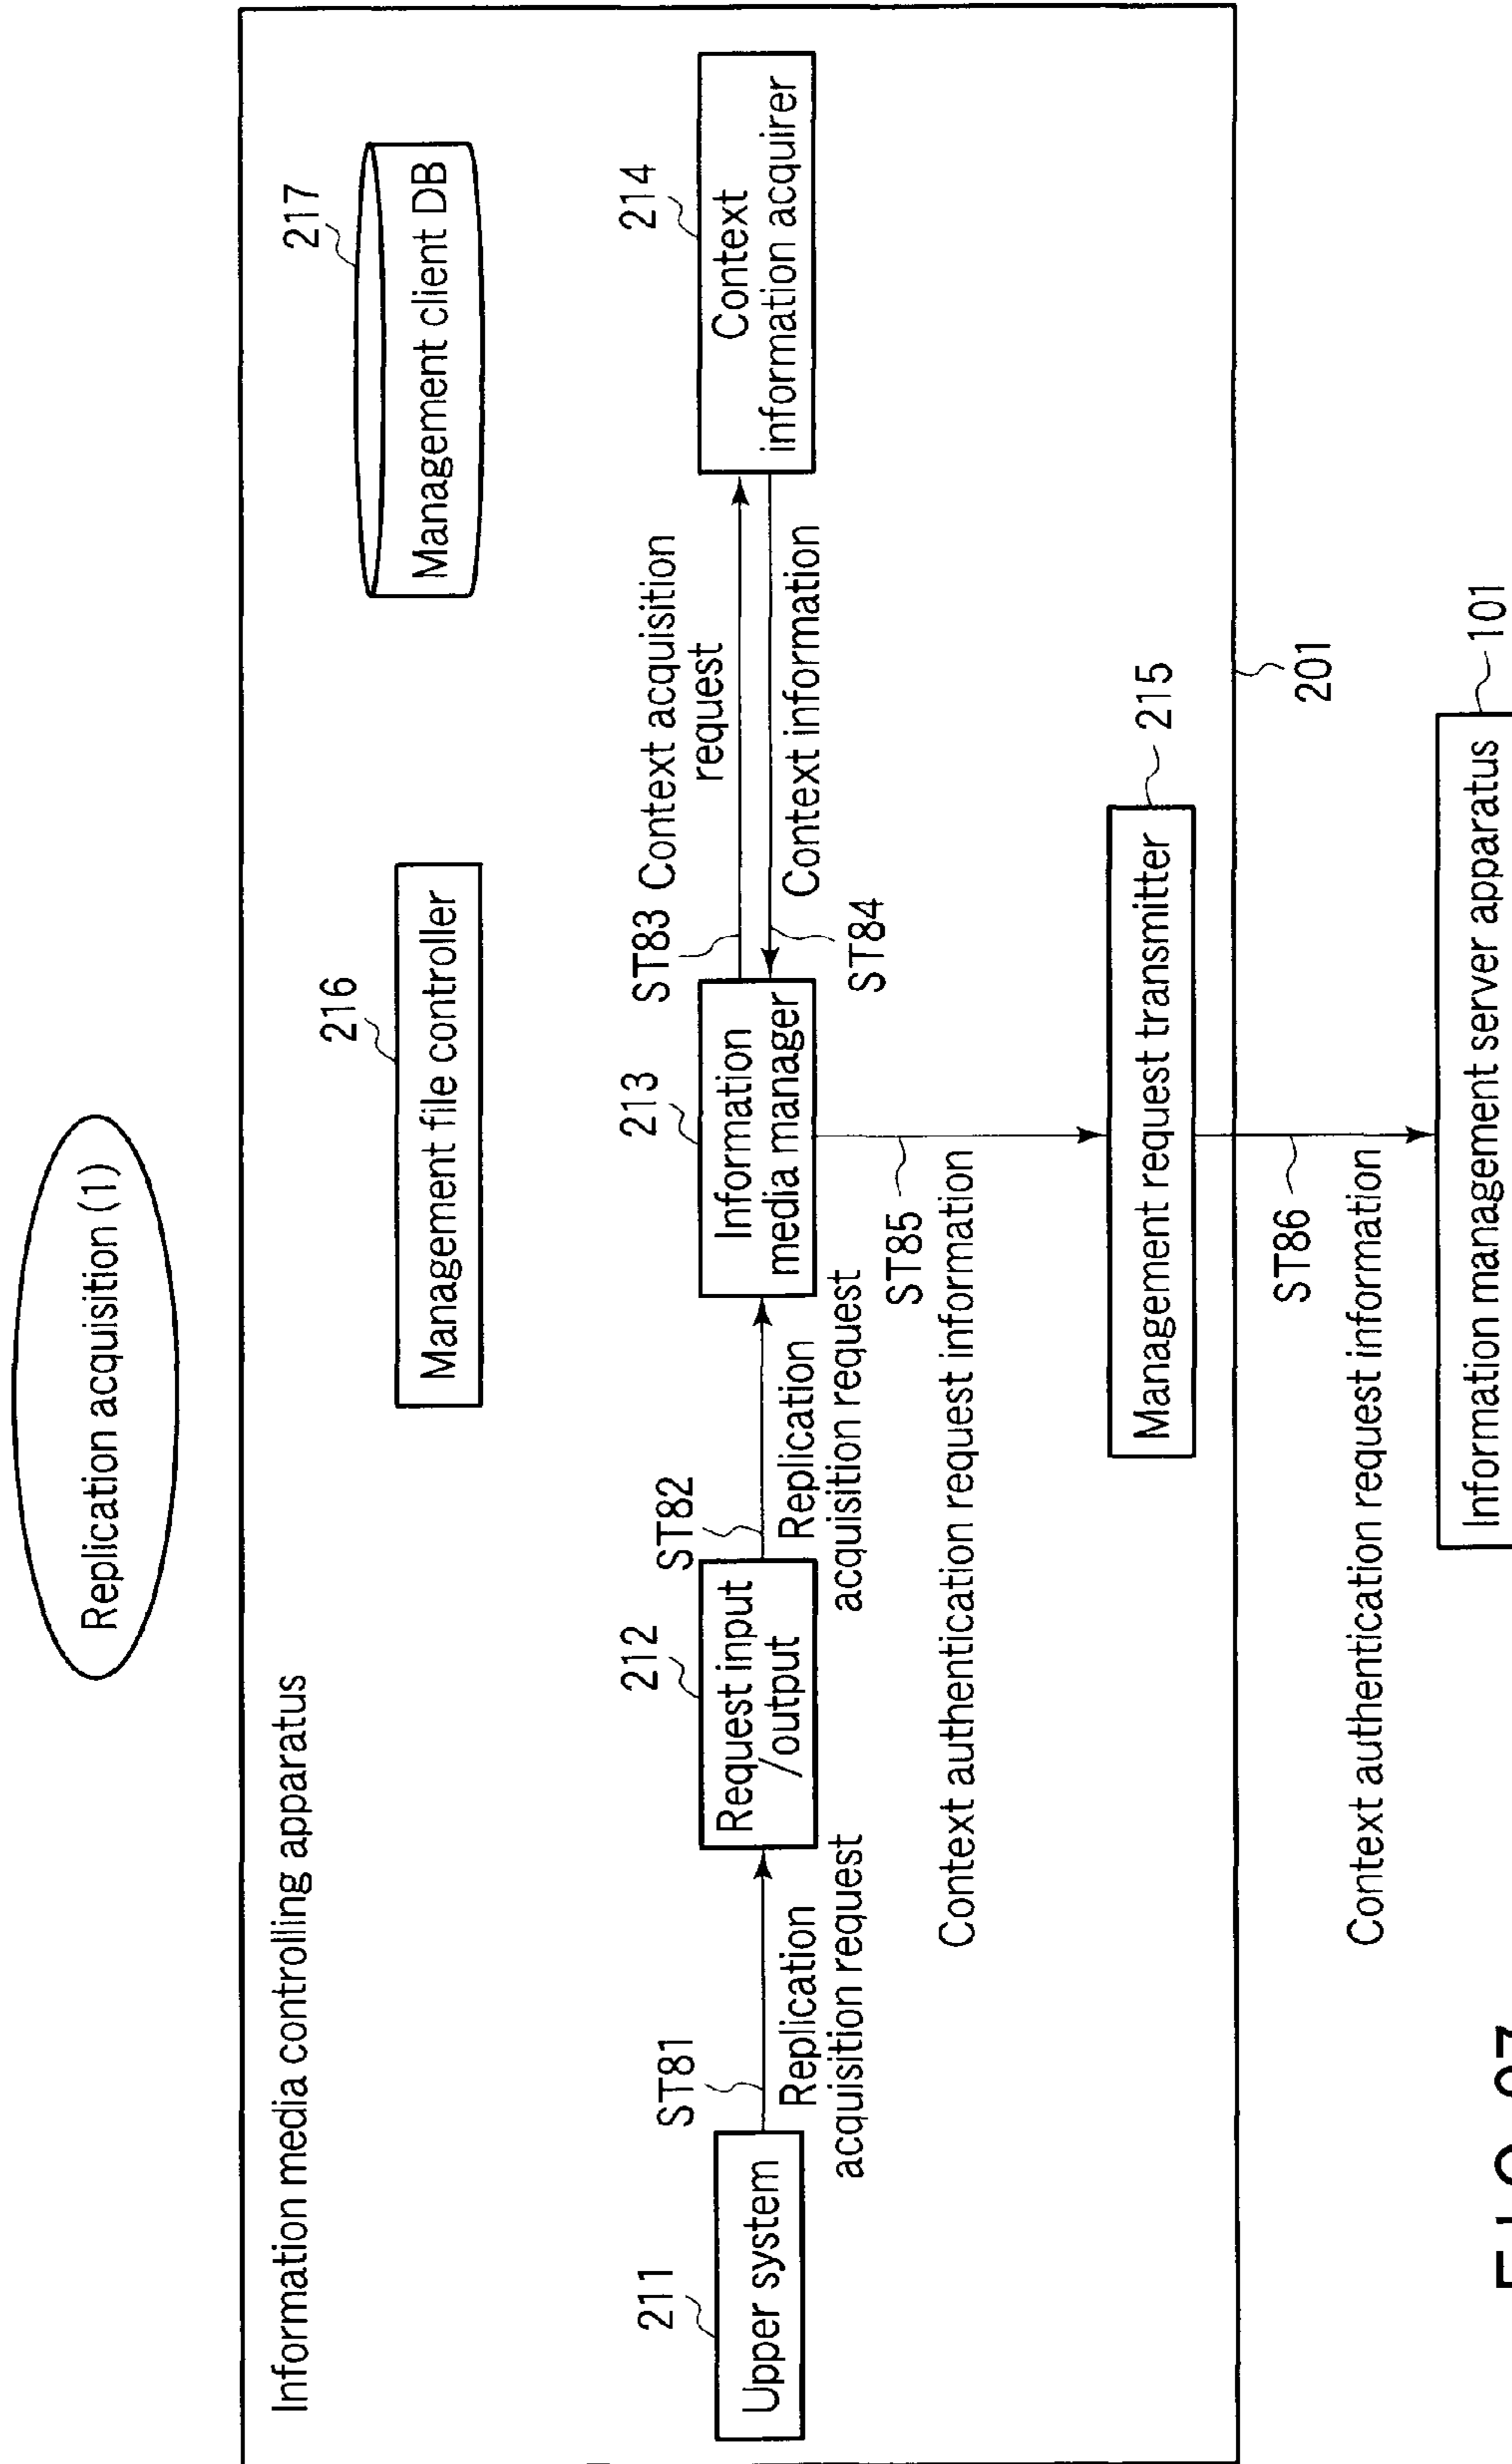 Replication acquisition (1)
Information media controlling apparatus
216
Management file controller
217
Management client DB
211
Upper system
ST81
Replication
acquisition request
212
Request input
/output
ST82
Replication
acquisition request
213
Information
media manager
ST83 Context acquisition
request
Context information
ST84
214
Context
information acquirer
ST85
Context authentication request information
Management request transmitter
215
201
ST86
Context authentication request information
Information management server apparatus
101